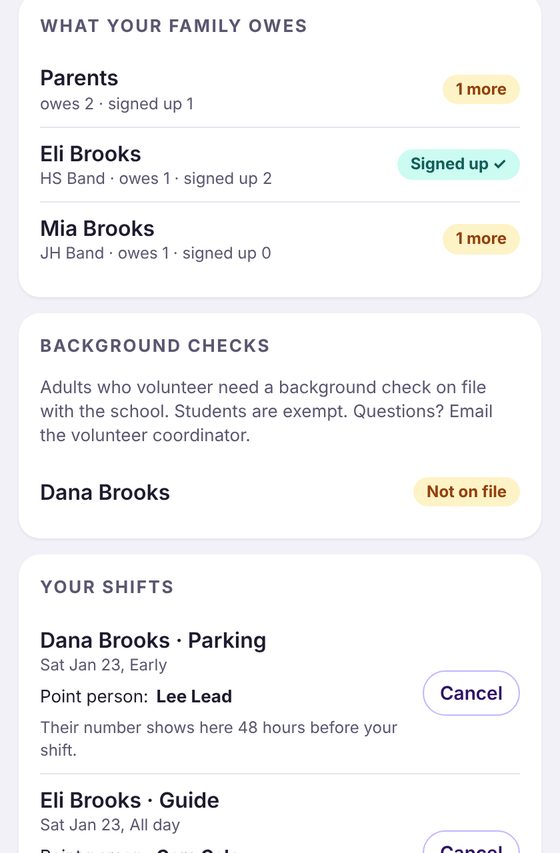 WHAT YOUR FAMILY OWES
Parents
owes 2 · signed up 1
1 more
Eli Brooks
HS Band · owes 1 · signed up 2
Signed up ✓
Mia Brooks
JH Band · owes 1 · signed up 0
1 more
BACKGROUND CHECKS
Adults who volunteer need a background check on file
with the school. Students are exempt. Questions? Email
the volunteer coordinator.
Dana Brooks
Not on file
YOUR SHIFTS
Dana Brooks · Parking
Sat Jan 23, Early
Point person: Lee Lead
Their number shows here 48 hours before your
shift.
Cancel
Eli Brooks · Guide
Sat Jan 23, All day
Cancel